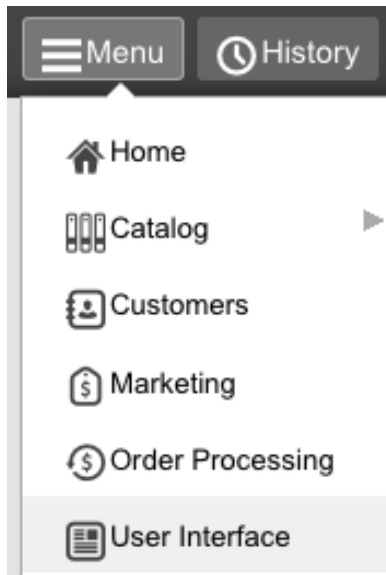 Menu History
Home
Catalog
Customers
Marketing
Order Processing
User Interface